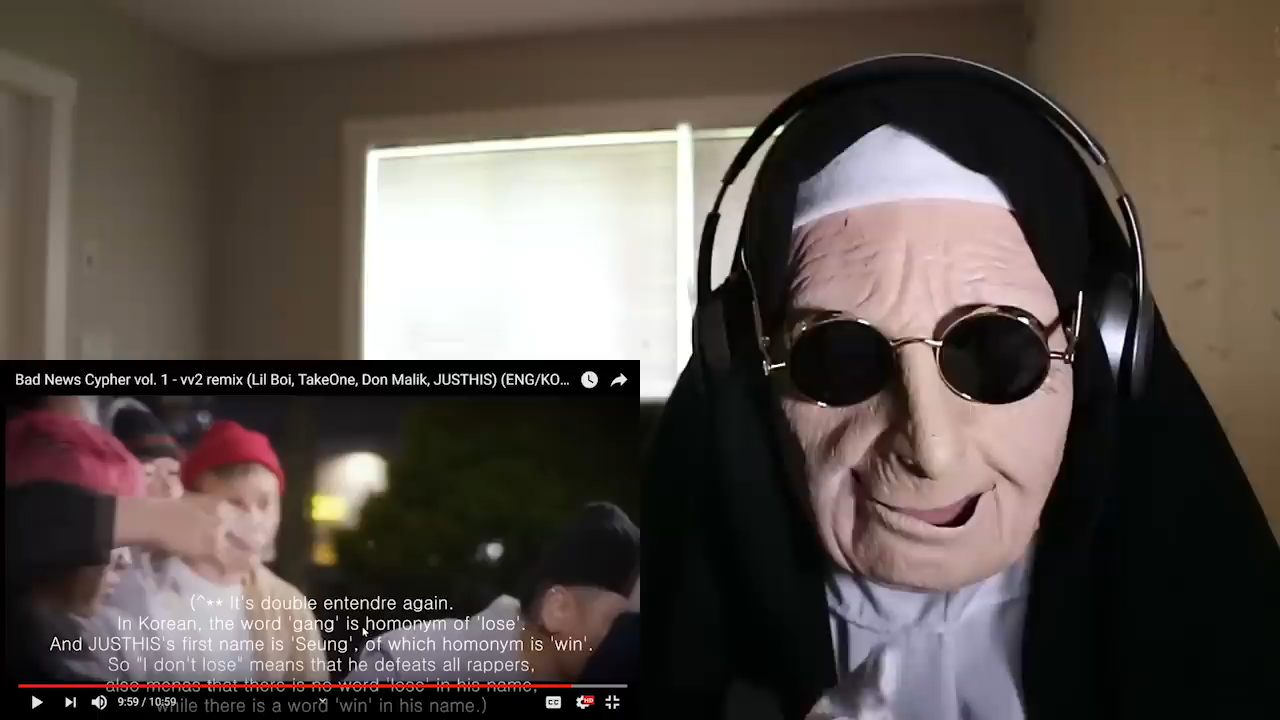 Bad News Cypher vol. 1 - vv2 remix (Lil Boi, TakeOne, Don Malik, JUSTHIS) (ENG/KO...
(^** It's double entendre again.
In Korean, the word 'gang' is homonym of 'lose'.
And JUSTHIS's first name is 'Seung', of which homonym is 'win'.
So "I don't lose" means that he defeats all rappers,
also menas that there is no word 'lose' in his name,
while there is a word 'win' in his name.)
9:59 / 10:59
CC
HD